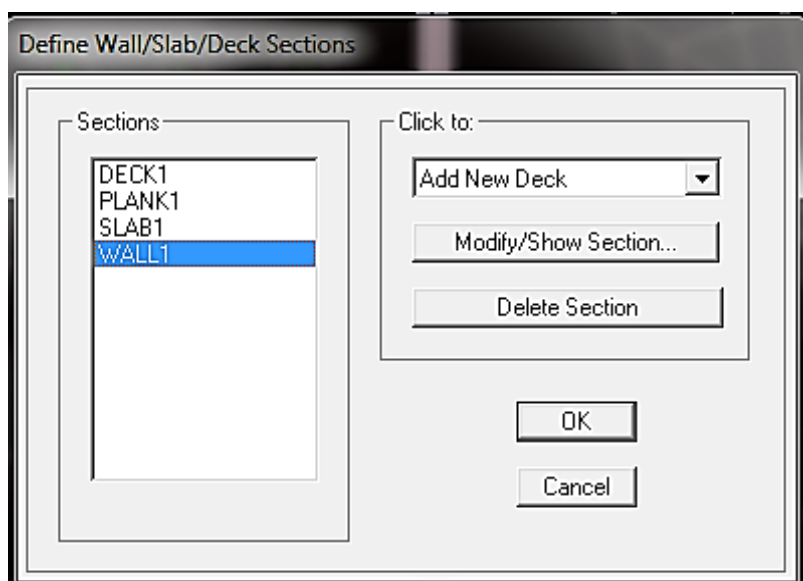 Define Wall/Slab/Deck Sections
Sections
DECK1
PLANK1
SLAB1
WALL1
Click to:
Add New Deck
Modify/Show Section...
Delete Section
OK
Cancel